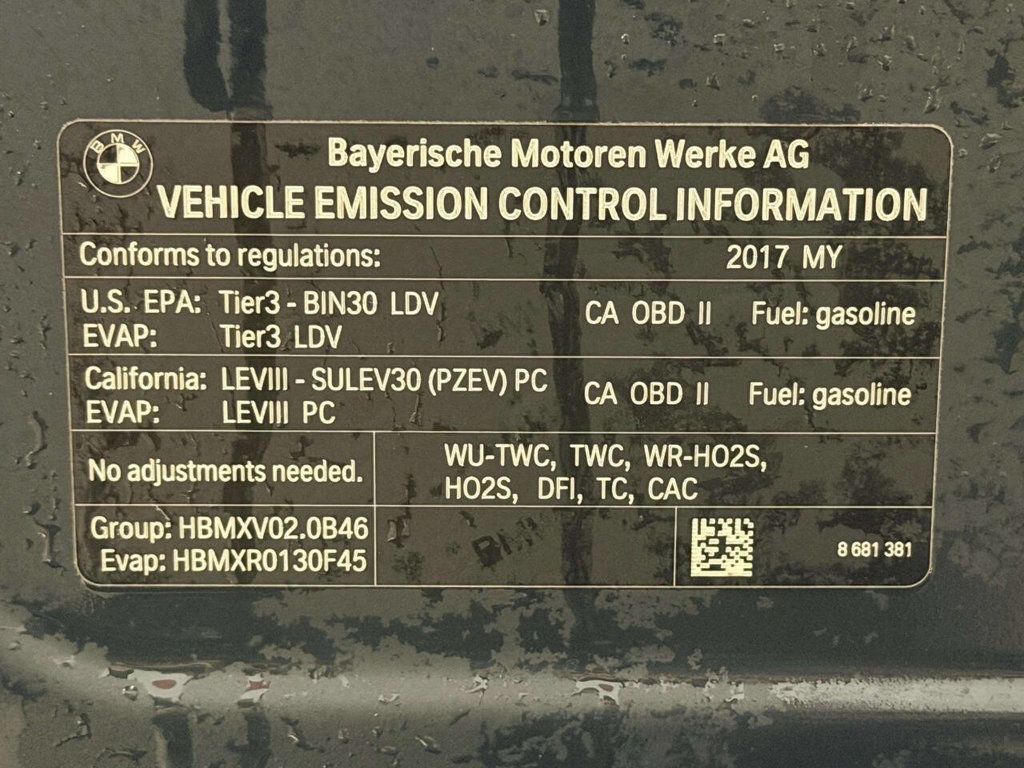 BMW
Bayerische Motoren Werke AG
VEHICLE EMISSION CONTROL INFORMATION
Conforms to regulations: 2017 MY
U.S. EPA: Tier3 - BIN30 LDV CA OBD II Fuel: gasoline
EVAP: Tier3 LDV
California: LEVIII - SULEV30 (PZEV) PC CA OBD II Fuel: gasoline
EVAP: LEVIII PC
No adjustments needed.
WU-TWC, TWC, WR-HO2S,
HO2S, DFI, TC, CAC
Group: HBMXV02.0B46
Evap: HBMXR0130F45
8 681 381